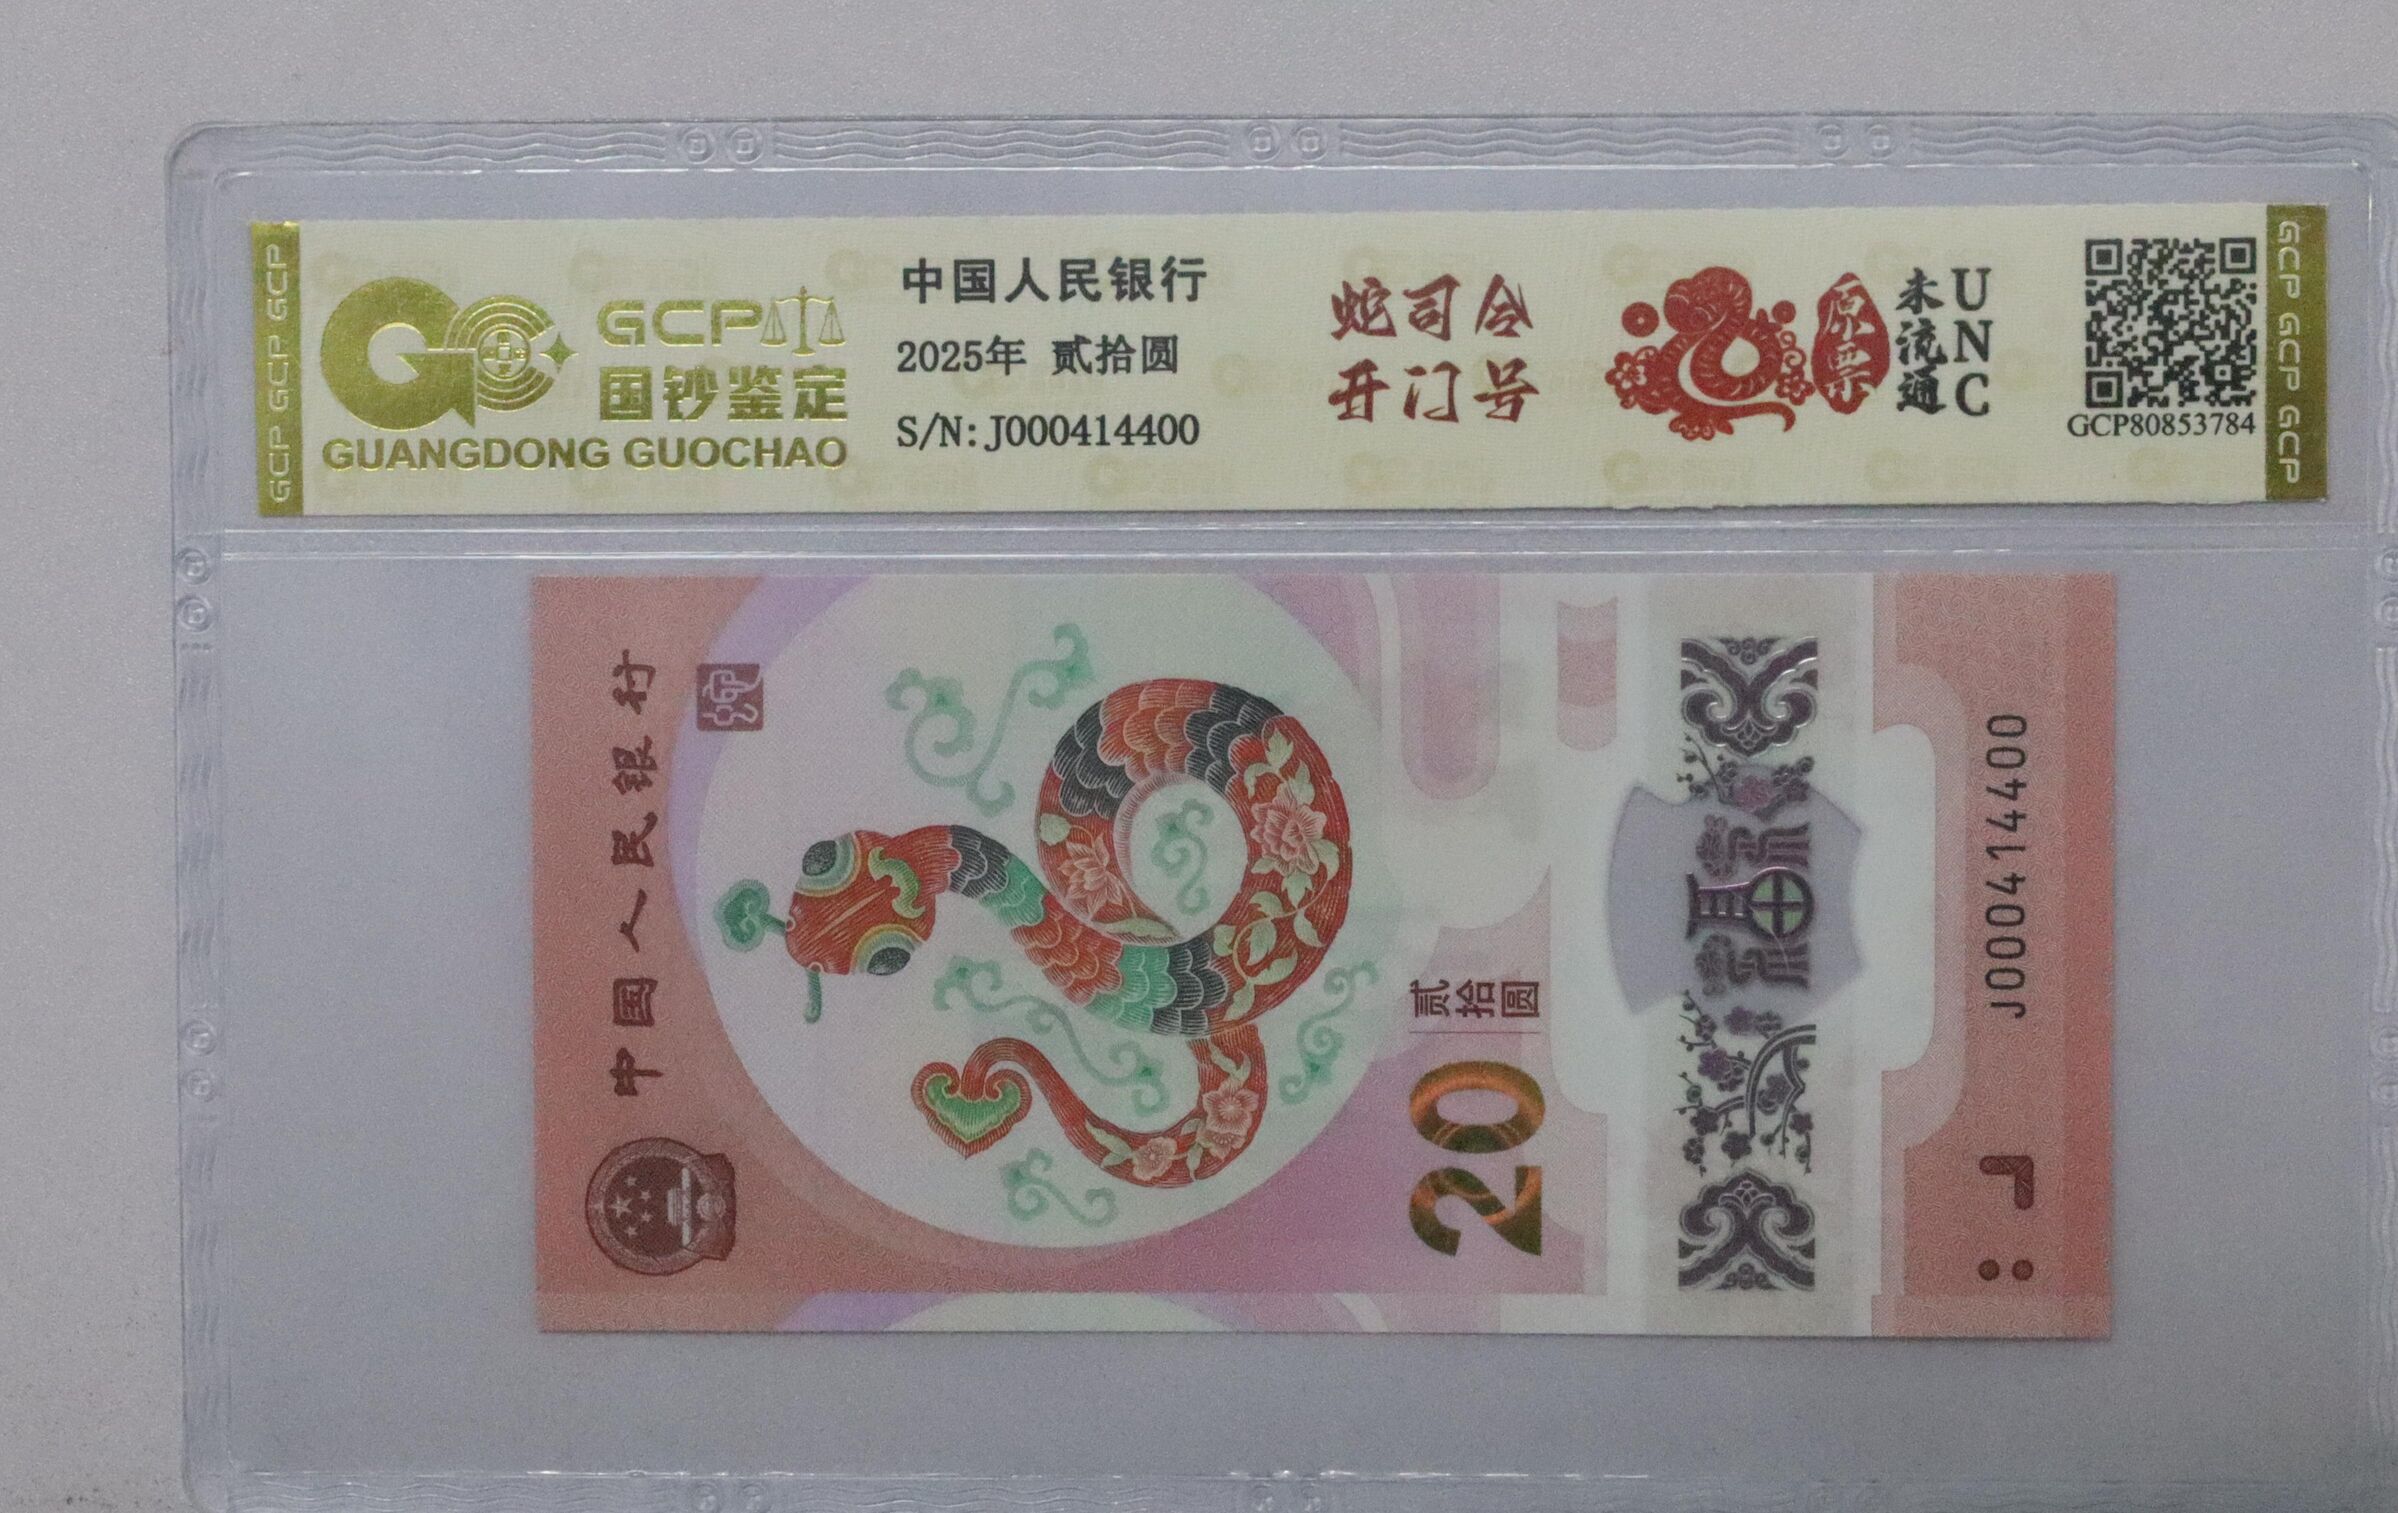 GCP GCP GCP
GCP
国钞鉴定
GUANGDONG GUOCHAO
中国人民银行
2025年 贰拾圆
S/N: J000414400
蛇司令
开门号
原票
未流通
UNC
GCP80853784
GCP GCP GCP
中国人民银行
蛇
20
贰拾圆
福
J000414400